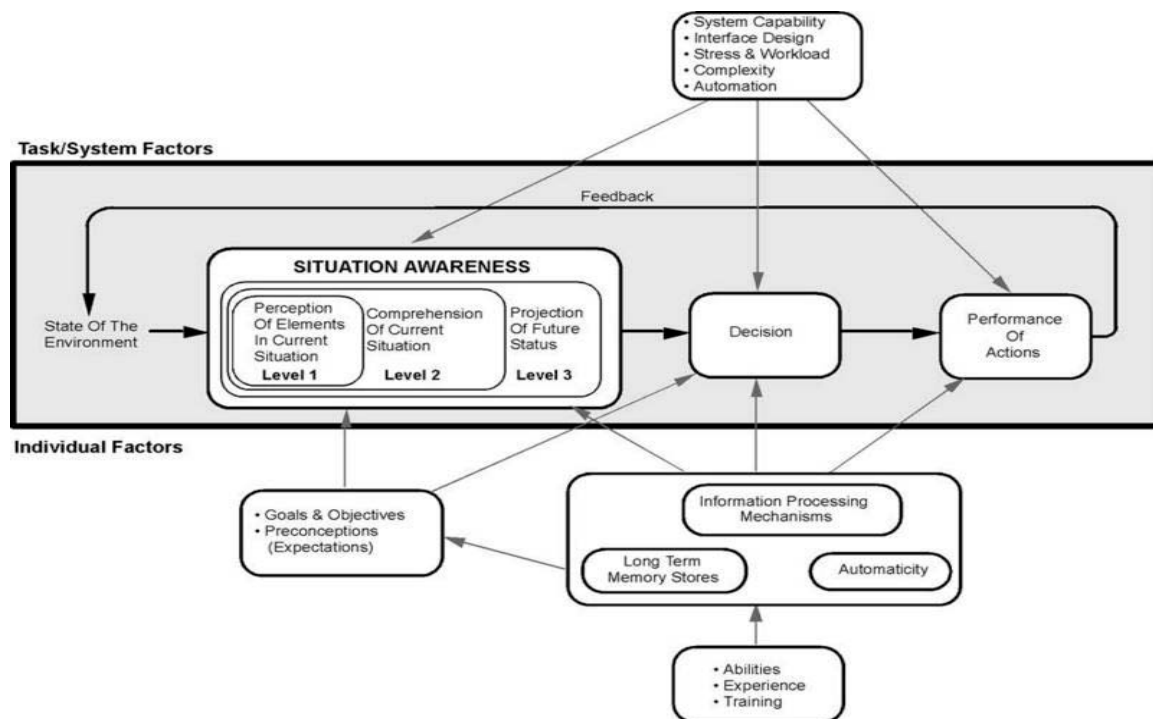 • System Capability
• Interface Design
• Stress & Workload
• Complexity
• Automation
Task/System Factors
Feedback
SITUATION AWARENESS
State Of The
Environment
Perception
Of Elements
In Current
Situation
Level 1
Comprehension
Of Current
Situation
Level 2
Projection
Of Future
Status
Level 3
Decision
Performance
Of
Actions
Individual Factors
• Goals & Objectives
• Preconceptions
(Expectations)
Information Processing
Mechanisms
Long Term
Memory Stores
Automaticity
• Abilities
• Experience
• Training